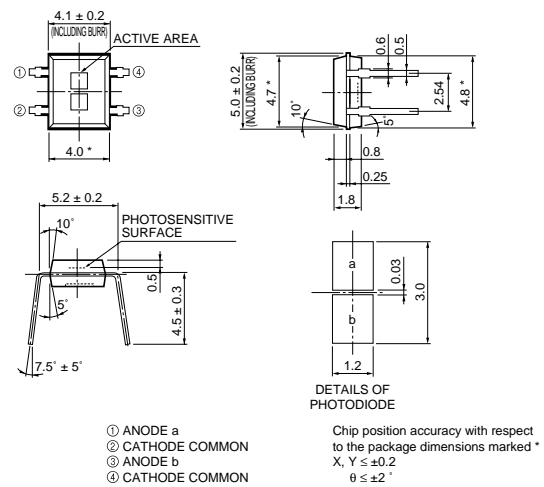 4.1 ± 0.2
(INCLUDING BURR)
ACTIVE AREA
①
④
②
③
4.0 *
5.0 ± 0.2
(INCLUDING BURR)
4.7 *
10°
0.6
0.5
2.54
4.8 *
5°
0.8
0.25
1.8
5.2 ± 0.2
10°
PHOTOSENSITIVE
SURFACE
0.5
4.5 ± 0.3
5°
7.5° ± 5°
a
b
0.03
3.0
1.2
DETAILS OF
PHOTODIODE
① ANODE a
② CATHODE COMMON
③ ANODE b
④ CATHODE COMMON
Chip position accuracy with respect
to the package dimensions marked *
X, Y ≤ ±0.2
θ ≤ ±2 °